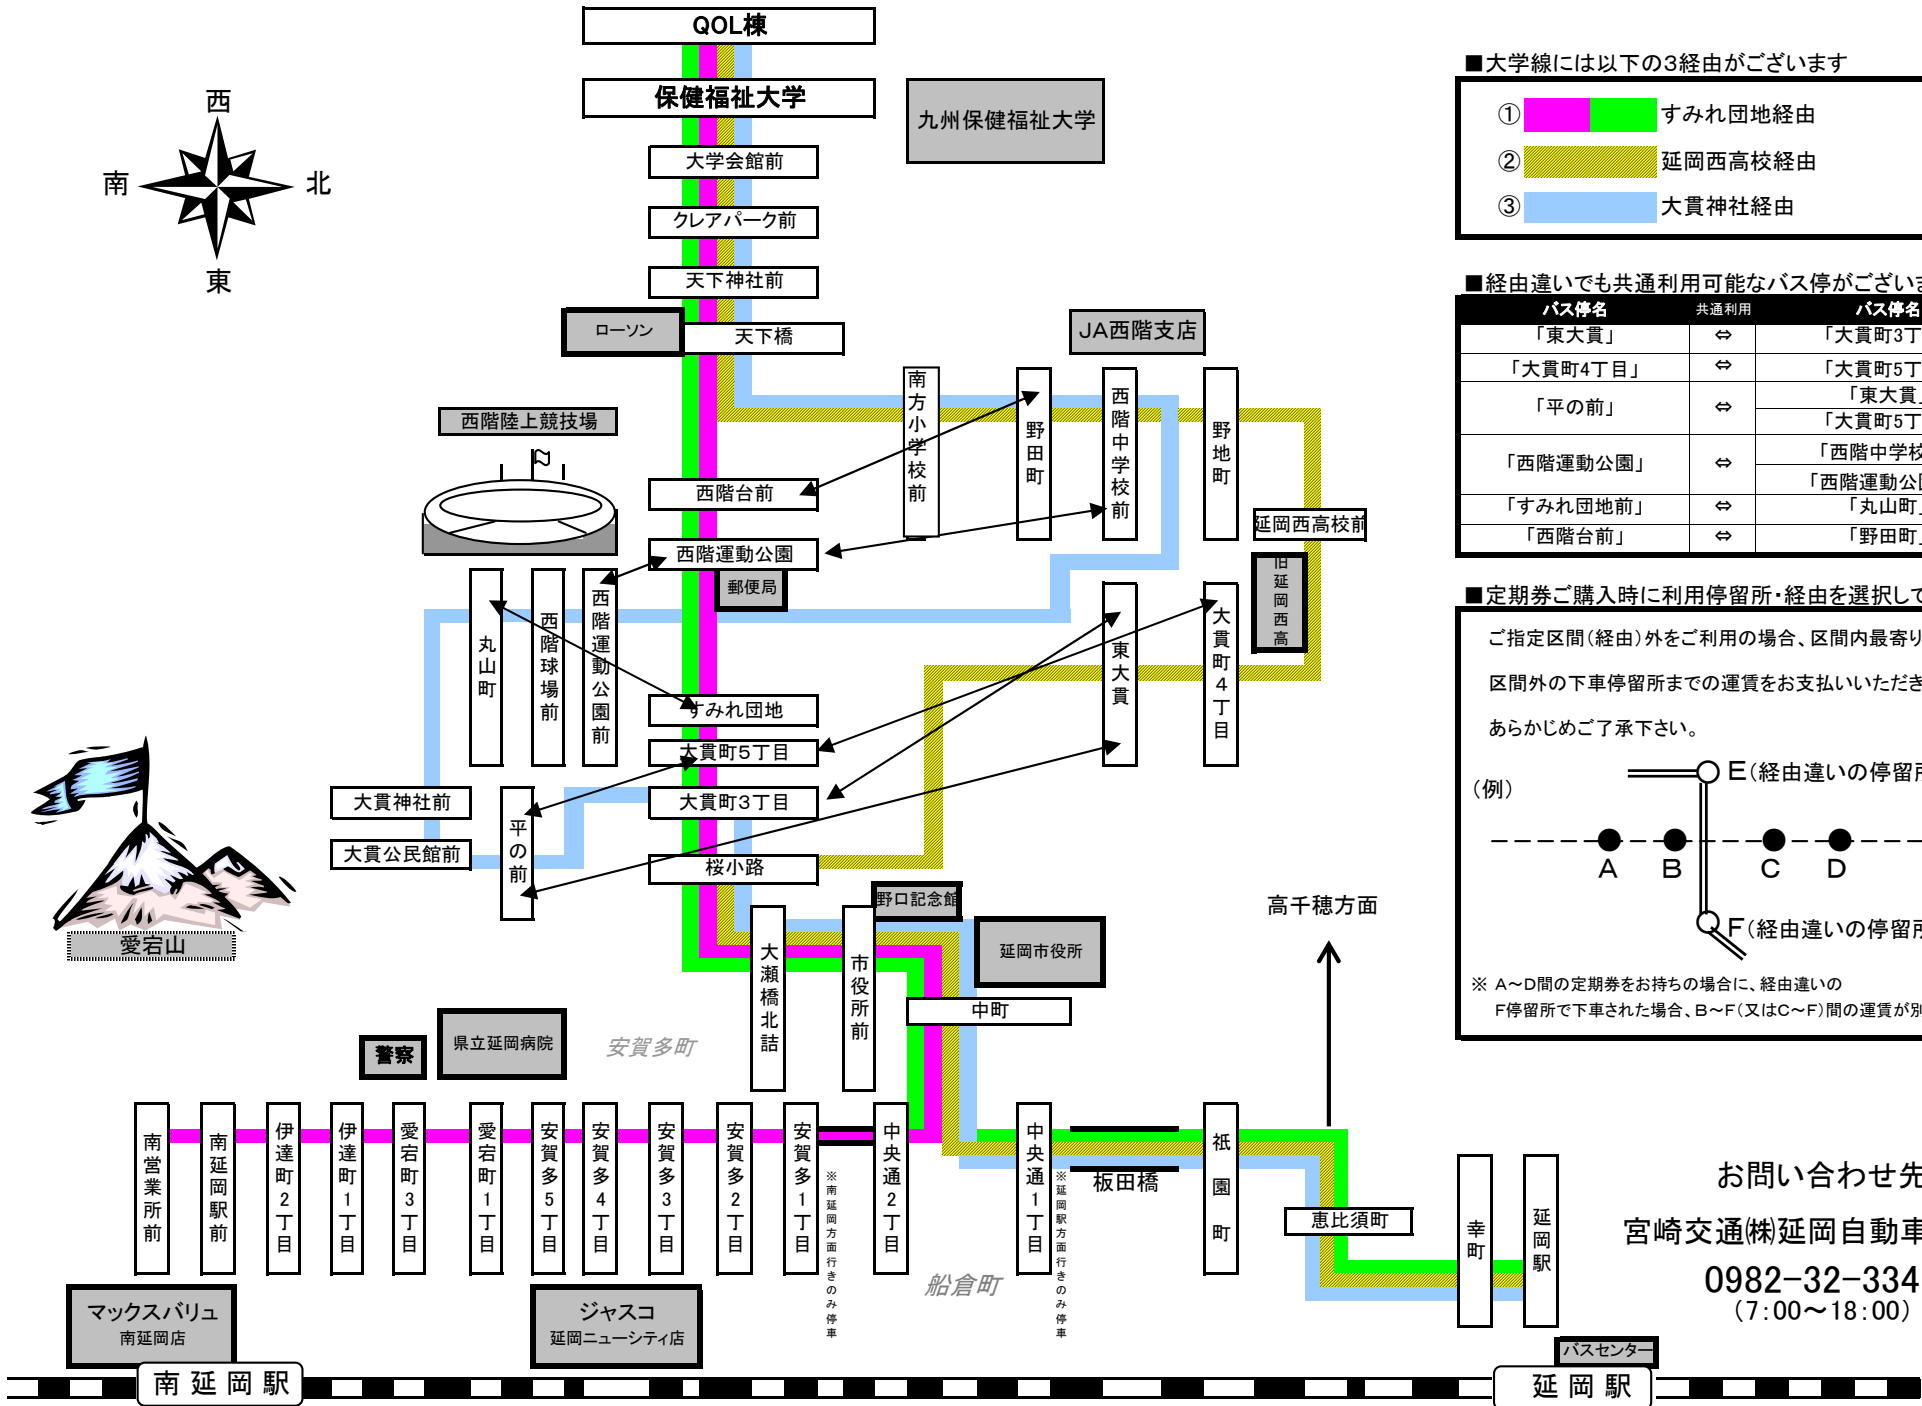 QOL棟
保健福祉大学
九州保健福祉大学
西
南
北
東
大学会館前
クレアパーク前
天下神社前
ローソン
天下橋
JA西階支店
西階陸上競技場
南方小学校前
野田町
西階中学校前
野地町
西階台前
延岡西高校前
西階運動公園
郵便局
旧延岡西高
丸山町
西階球場前
西階運動公園前
東大貫
大貫町4丁目
すみれ団地
大貫町5丁目
大貫神社前
大貫町3丁目
平の前
大貫公民館前
桜小路
愛宕山
野口記念館
延岡市役所
大瀬橋北詰
市役所前
中町
高千穂方面
警察
県立延岡病院
安賀多町
南営業所前
南延岡駅前
伊達町2丁目
伊達町1丁目
愛宕町3丁目
愛宕町1丁目
安賀多5丁目
安賀多4丁目
安賀多3丁目
安賀多2丁目
安賀多1丁目
※南延岡方面行きのみ停車
中央通2丁目
中央通1丁目
※延岡駅方面行きのみ停車
板田橋
祇園町
恵比須町
幸町
延岡駅
船倉町
マックスバリュ
南延岡店
ジャスコ
延岡ニューシティ店
バスセンター
南延岡駅
延岡駅
■大学線には以下の3経由がございます
① すみれ団地経由
② 延岡西高校経由
③ 大貫神社経由
■経由違いでも共通利用可能なバス停がございま
バス停名 共通利用 バス停名
「東大貫」 ⇔ 「大貫町3丁
「大貫町4丁目」 ⇔ 「大貫町5丁
「平の前」 ⇔ 「東大貫」
「大貫町5丁
「西階運動公園」 ⇔ 「西階中学校
「西階運動公園
「すみれ団地前」 ⇔ 「丸山町」
「西階台前」 ⇔ 「野田町」
■定期券ご購入時に利用停留所・経由を選択して
ご指定区間(経由)外をご利用の場合、区間内最寄り
区間外の下車停留所までの運賃をお支払いいただき
あらかじめご了承下さい。
(例)
E(経由違いの停留所
A B C D
F(経由違いの停留所
※ A～D間の定期券をお持ちの場合に、経由違いの
F停留所で下車された場合、B～F(又はC～F)間の運賃が別
お問い合わせ先
宮崎交通㈱延岡自動車
0982-32-334
(7:00～18:00)